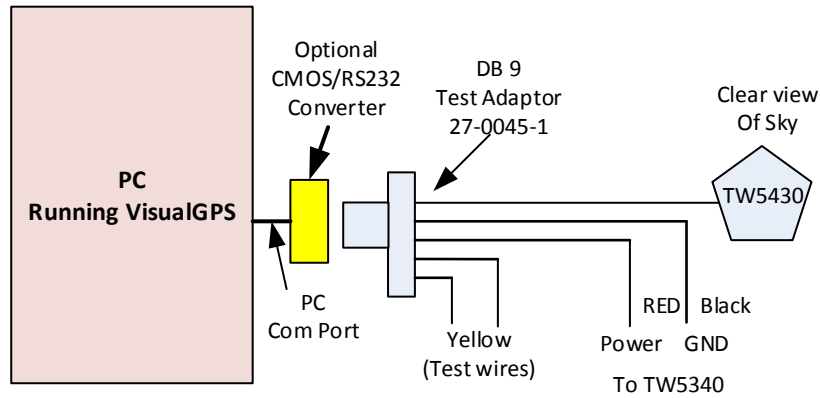 PC
Running VisualGPS
Optional
CMOS/RS232
Converter
PC
Com Port
DB 9
Test Adaptor
27-0045-1
Yellow
(Test wires)
Clear view
Of Sky
TW5430
RED Black
Power GND
To TW5340